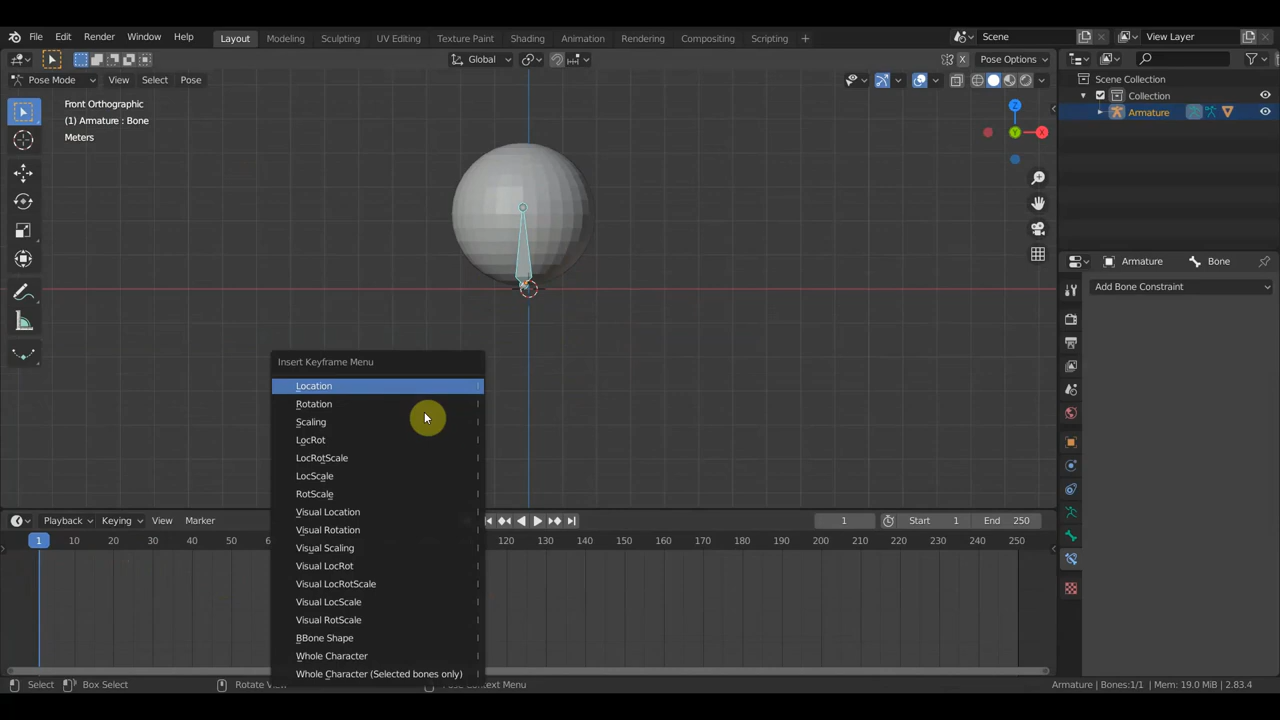 File Edit Render Window Help Layout Modeling Sculpting UV Editing Texture Paint Shading Animation Rendering Compositing Scripting + Scene View Layer
Global Pose Options
Pose Mode View Select Pose X
Front Orthographic
(1) Armature : Bone
Meters
Z
Y
X
Scene Collection
Collection
Armature
Armature Bone
Add Bone Constraint
Insert Keyframe Menu
Location I
Rotation I
Scaling I
LocRot I
LocRotScale I
LocScale I
RotScale I
Visual Location I
Visual Rotation I
Visual Scaling I
Visual LocRot I
Visual LocRotScale I
Visual LocScale I
Visual RotScale I
BBone Shape I
Whole Character I
Whole Character (Selected bones only) I
Playback Keying View Marker 1 Start 1 End 250
1 10 20 30 40 50 120 130 140 150 160 170 180 190 200 210 220 230 240 250
Select Box Select Rotate View Pose Context Menu Armature | Bones:1/1 | Mem: 19.0 MiB | 2.83.4